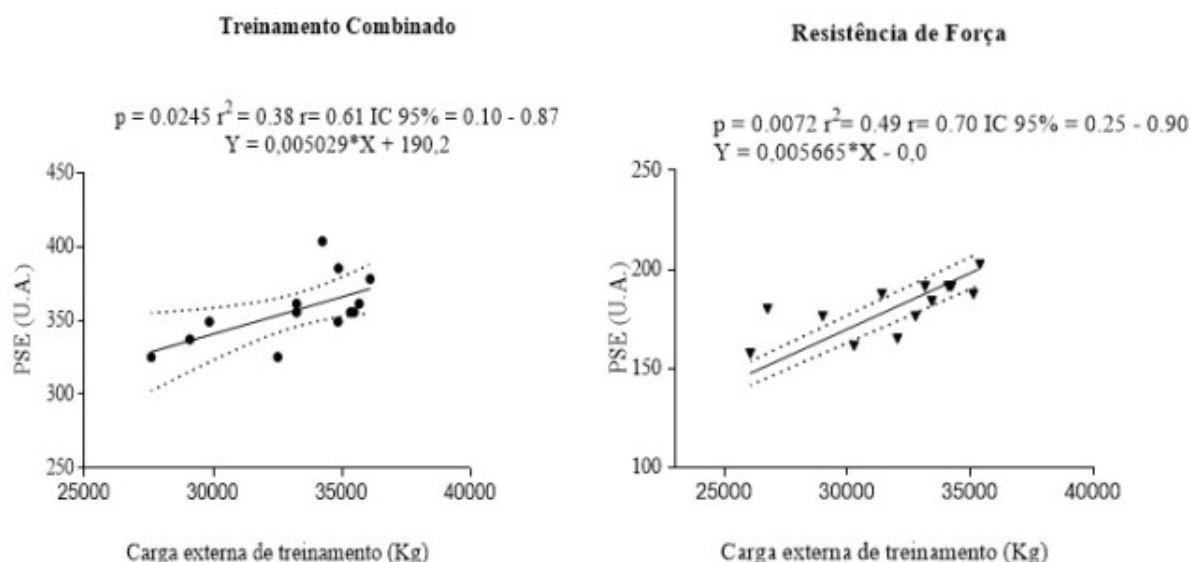 Treinamento Combinado
p = 0.0245 r² = 0.38 r= 0.61 IC 95% = 0.10 - 0.87
Y = 0,005029*X + 190,2
450
400
350
300
250
PSE (U.A.)
25000 30000 35000 40000
Carga externa de treinamento (Kg)
Resistência de Força
p = 0.0072 r²= 0.49 r= 0.70 IC 95% = 0.25 - 0.90
Y = 0,005665*X - 0,0
250
200
150
100
PSE (U.A.)
25000 30000 35000 40000
Carga externa de treinamento (Kg)